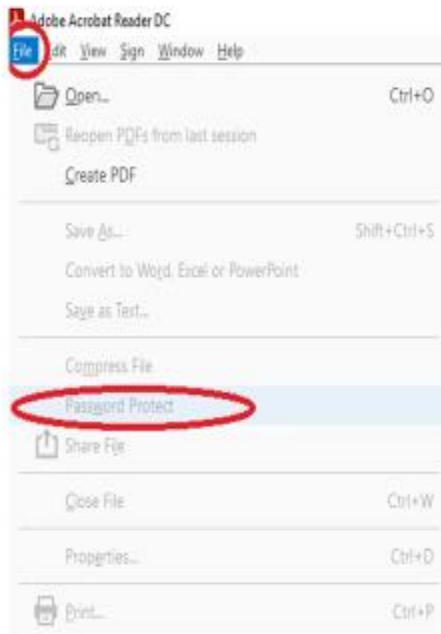 Adobe Acrobat Reader DC
File Edit View Sign Window Help
Open... Ctrl+O
Reopen PDFs from last session
Create PDF
Save As... Shift+Ctrl+S
Convert to Word, Excel or PowerPoint
Save as Text...
Compress File
Password Protect
Share File
Close File Ctrl+W
Properties... Ctrl+D
Print... Ctrl+P